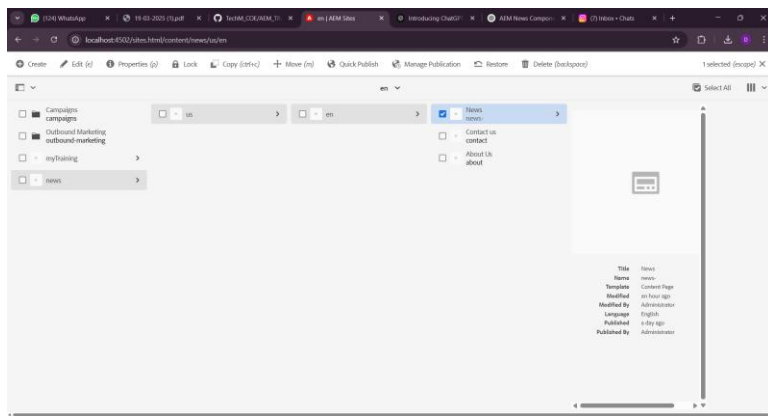 (124) WhatsApp
19-03-2025 (1).pdf
TechM_COE/AEM_Tr
en | AEM Sites
Introducing ChatGP
AEM News Compon
(7) Inbox • Chats
localhost:4502/sites.html/content/news/us/en
Create Edit (e) Properties (p) Lock Copy (ctrl+c) Move (m) Quick Publish Manage Publication Restore Delete (backspace) 1 selected (escape)
en Select All
Campaigns
campaigns
Outbound Marketing
outbound-marketing
myTraining
news
us
en
News
news-
Contact us
contact
About Us
about
Title News
Name news-
Template Content Page
Modified an hour ago
Modified By Administrator
Language English
Published a day ago
Published By Administrator